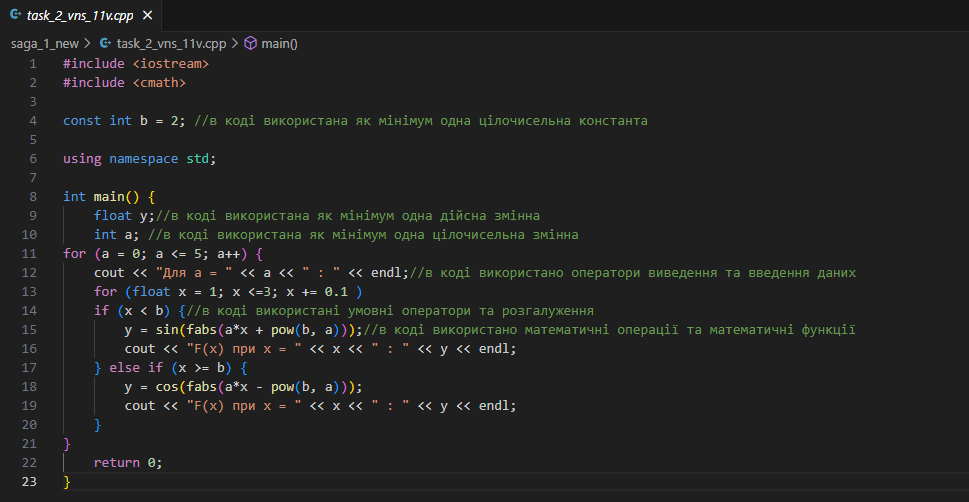 task_2_vns_11v.cpp
saga_1_new > task_2_vns_11v.cpp > main()
1 #include <iostream>
2 #include <cmath>
3
4 const int b = 2; //в коді використана як мінімум одна цілочисельна константа
5
6 using namespace std;
7
8 int main() {
9 float y;//в коді використана як мінімум одна дійсна змінна
10 int a; //в коді використана як мінімум одна цілочисельна змінна
11 for (a = 0; a <= 5; a++) {
12 cout << "Для a = " << a << " : " << endl;//в коді використано оператори виведення та введення даних
13 for (float x = 1; x <=3; x += 0.1 )
14 if (x < b) {//в коді використані умовні оператори та розгалуження
15 y = sin(fabs(a*x + pow(b, a)));//в коді використано математичні операції та математичні функції
16 cout << "F(x) при x = " << x << " : " << y << endl;
17 } else if (x >= b) {
18 y = cos(fabs(a*x - pow(b, a)));
19 cout << "F(x) при x = " << x << " : " << y << endl;
20 }
21 }
22 return 0;
23 }